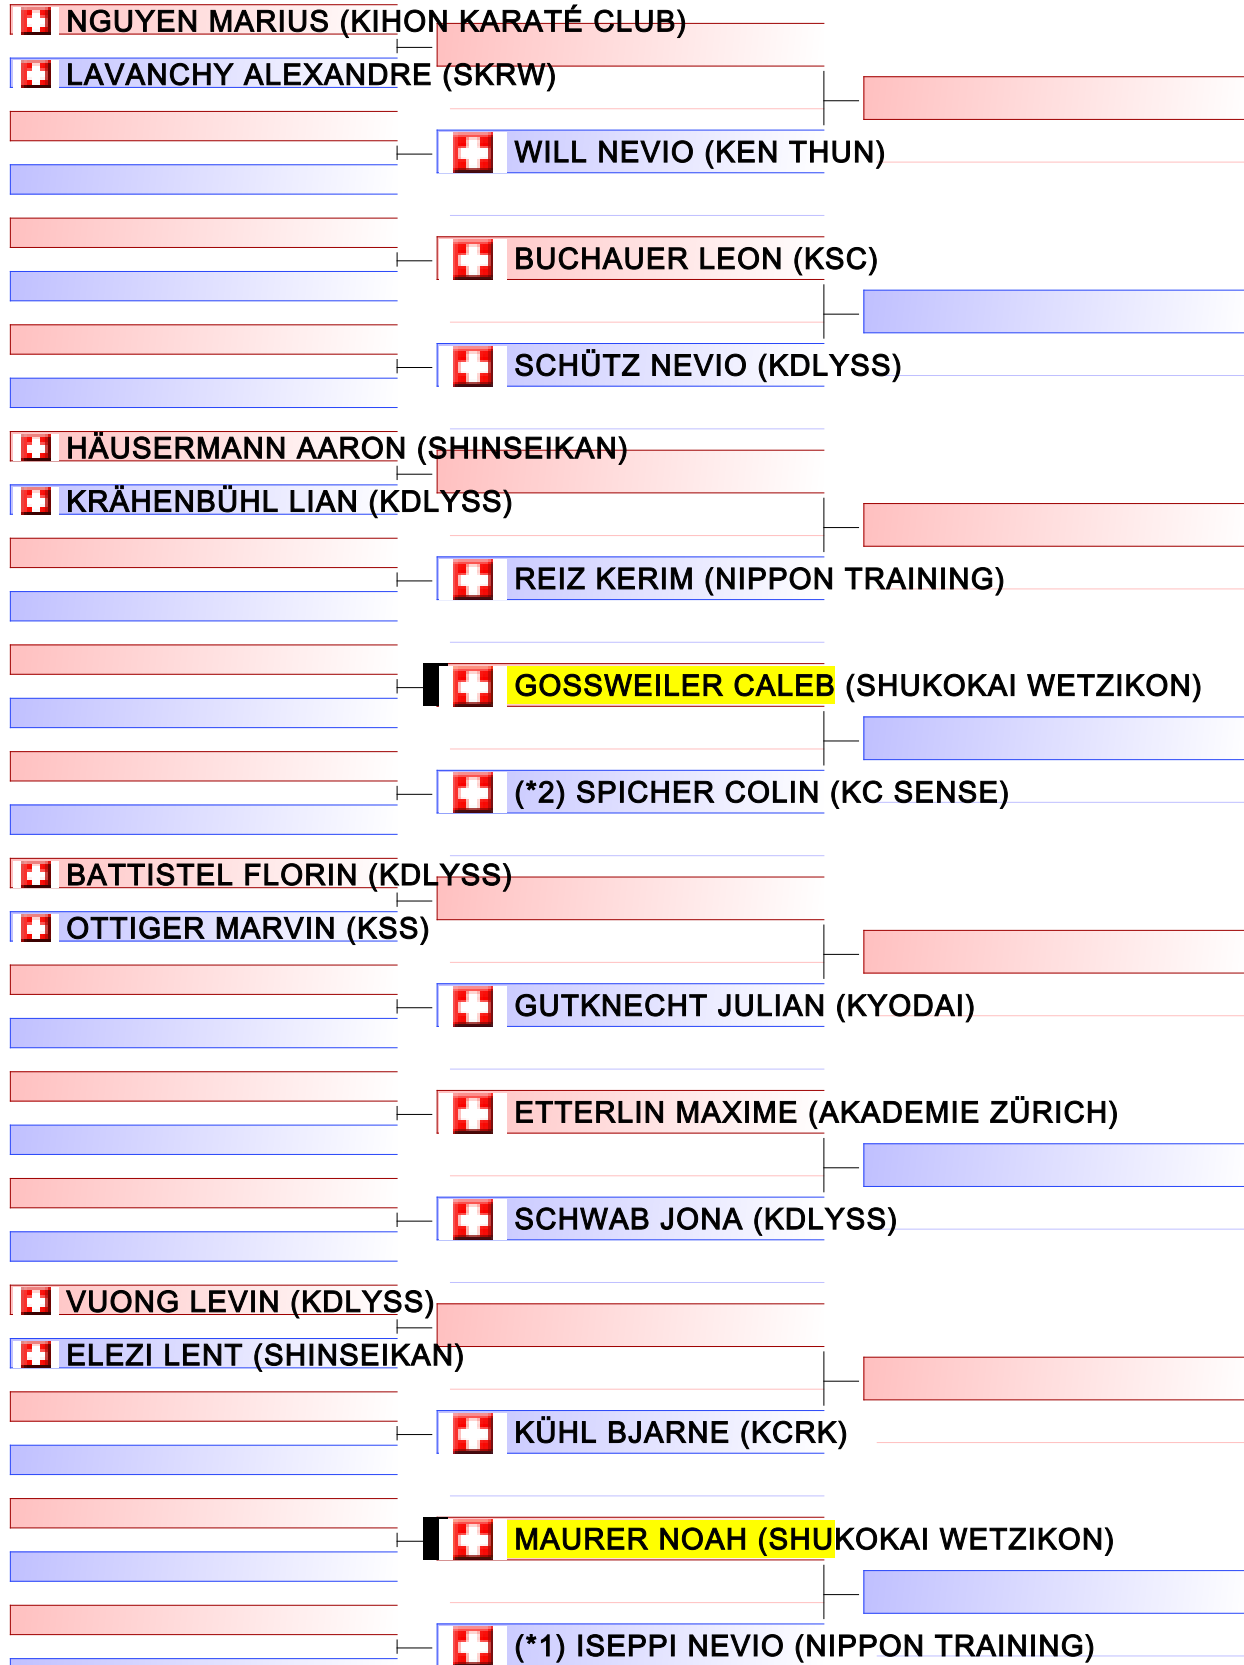 NGUYEN MARIUS (KIHON KARATÉ CLUB)
LAVANCHY ALEXANDRE (SKRW)
WILL NEVIO (KEN THUN)
BUCHAUER LEON (KSC)
SCHÜTZ NEVIO (KDLYSS)
HÄUSERMANN AARON (SHINSEIKAN)
KRÄHENBÜHL LIAN (KDLYSS)
REIZ KERIM (NIPPON TRAINING)
GOSSWEILER CALEB (SHUKOKAI WETZIKON)
(*2) SPICHER COLIN (KC SENSE)
BATTISTEL FLORIN (KDLYSS)
OTTIGER MARVIN (KSS)
GUTKNECHT JULIAN (KYODAI)
ETTERLIN MAXIME (AKADEMIE ZÜRICH)
SCHWAB JONA (KDLYSS)
VUONG LEVIN (KDLYSS)
ELEZI LENT (SHINSEIKAN)
KÜHL BJARNE (KCRK)
MAURER NOAH (SHUKOKAI WETZIKON)
(*1) ISEPPI NEVIO (NIPPON TRAINING)